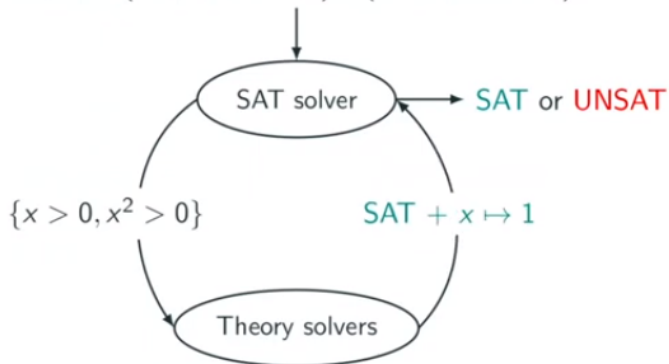 SAT solver
SAT or UNSAT
{x > 0, x² > 0}
SAT + x ↦ 1
Theory solvers